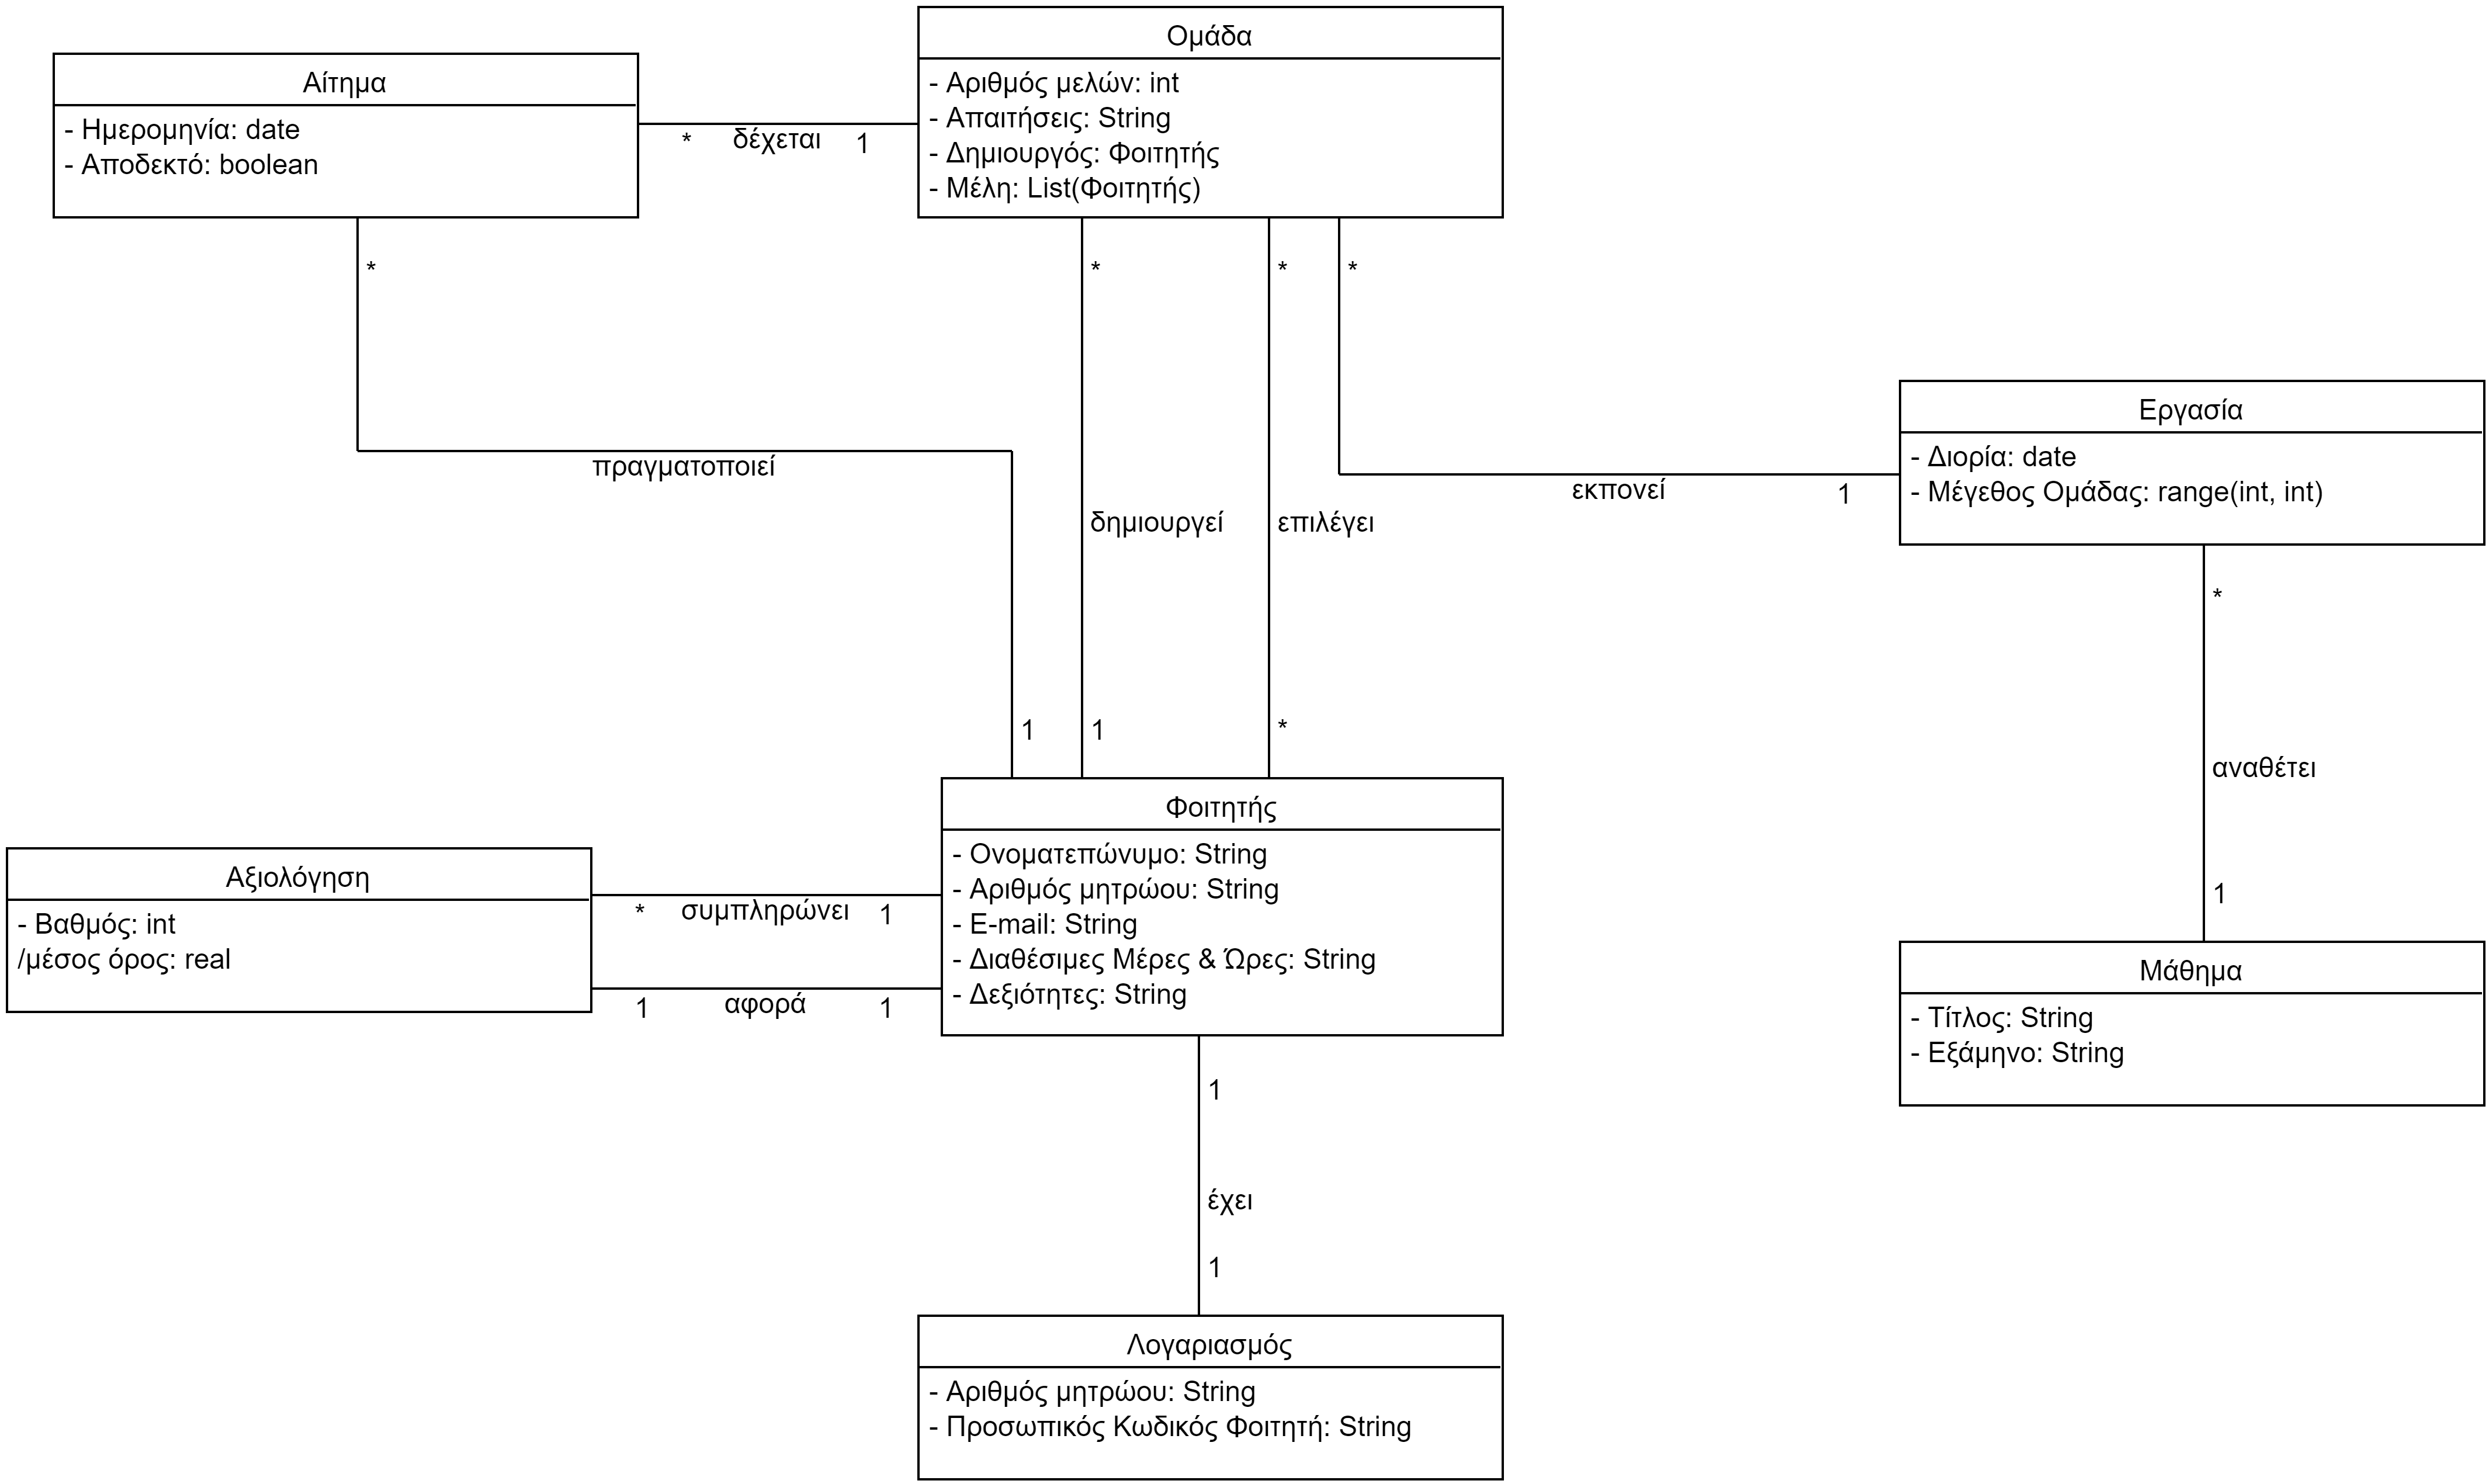 Ομάδα
- Αριθμός μελών: int
- Απαιτήσεις: String
- Δημιουργός: Φοιτητής
- Μέλη: List(Φοιτητής)
Αίτημα
- Ημερομηνία: date
- Αποδεκτό: boolean
* δέχεται 1
*
*
*
*
πραγματοποιεί
δημιουργεί
επιλέγει
εκπονεί
1
Εργασία
- Διορία: date
- Μέγεθος Ομάδας: range(int, int)
*
αναθέτει
1
1
1
*
Φοιτητής
- Ονοματεπώνυμο: String
- Αριθμός μητρώου: String
- E-mail: String
- Διαθέσιμες Μέρες & Ώρες: String
- Δεξιότητες: String
Αξιολόγηση
- Βαθμός: int
/μέσος όρος: real
* συμπληρώνει 1
1 αφορά 1
Μάθημα
- Τίτλος: String
- Εξάμηνο: String
1
έχει
1
Λογαριασμός
- Αριθμός μητρώου: String
- Προσωπικός Κωδικός Φοιτητή: String